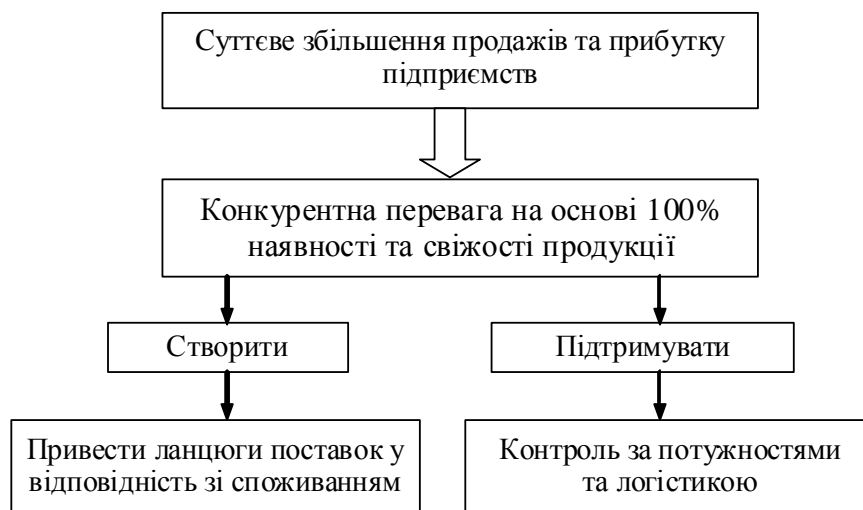 Суттєве збільшення продажів та прибутку
підприємств
Конкурентна перевага на основі 100%
наявності та свіжості продукції
Створити
Підтримувати
Привести ланцюги поставок у
відповідність зі споживанням
Контроль за потужностями
та логістикою